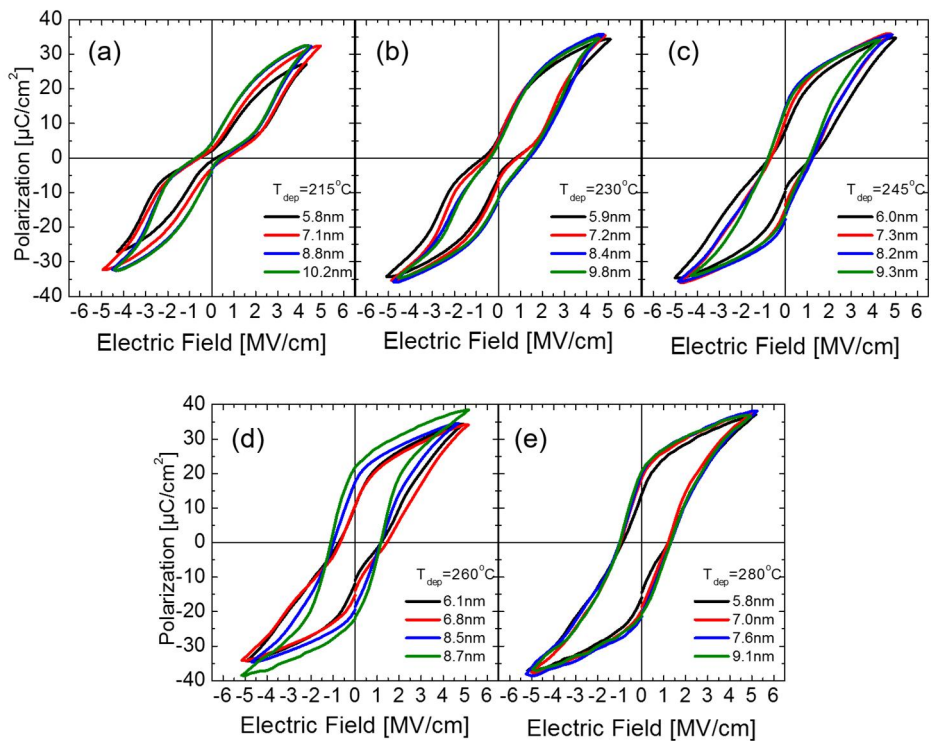 (a)
40
30
20
10
0
-10
-20
-30
-40
Polarization [µC/cm²]
T_dep=215°C
5.8nm
7.1nm
8.8nm
10.2nm
-6 -5 -4 -3 -2 -1 0 1 2 3 4 5 6
Electric Field [MV/cm]
(b)
T_dep=230°C
5.9nm
7.2nm
8.4nm
9.8nm
-6 -5 -4 -3 -2 -1 0 1 2 3 4 5 6
Electric Field [MV/cm]
(c)
T_dep=245°C
6.0nm
7.3nm
8.2nm
9.3nm
-6 -5 -4 -3 -2 -1 0 1 2 3 4 5 6
Electric Field [MV/cm]
(d)
40
30
20
10
0
-10
-20
-30
-40
Polarization [µC/cm²]
T_dep=260°C
6.1nm
6.8nm
8.5nm
8.7nm
-6 -5 -4 -3 -2 -1 0 1 2 3 4 5 6
Electric Field [MV/cm]
(e)
T_dep=280°C
5.8nm
7.0nm
7.6nm
9.1nm
-6 -5 -4 -3 -2 -1 0 1 2 3 4 5 6
Electric Field [MV/cm]